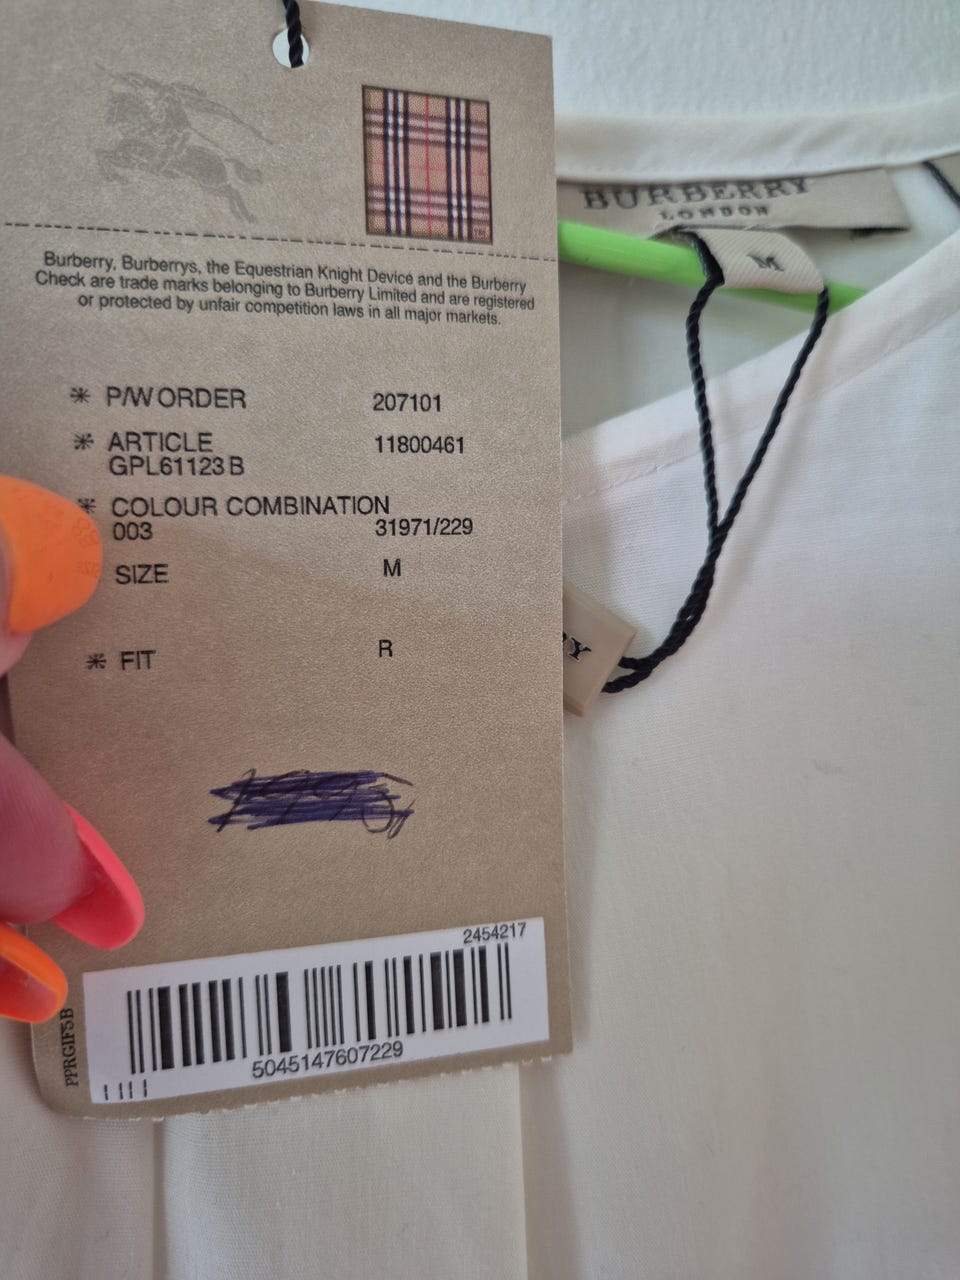 TM
Burberry, Burberrys, the Equestrian Knight Device and the Burberry
Check are trade marks belonging to Burberry Limited and are registered
or protected by unfair competition laws in all major markets.
* P/W ORDER 207101
* ARTICLE 11800461
GPL61123 B
* COLOUR COMBINATION
003 31971/229
SIZE M
* FIT R
2454217
5045147607229
PPRGIF5B
BURBERRY
LONDON
M
RY